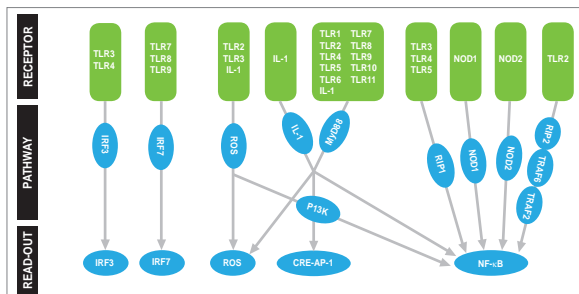 RECEPTOR
TLR3
TLR4
TLR7
TLR8
TLR9
TLR2
TLR3
IL-1
IL-1
TLR1 TLR7
TLR2 TLR8
TLR4 TLR9
TLR5 TLR10
TLR6 TLR11
IL-1
TLR3
TLR4
TLR5
NOD1
NOD2
TLR2
PATHWAY
IRF3
IRF7
ROS
IL-1
MyD88
P13K
RIP1
NOD1
NOD2
RIP2
TRAF6
TRAF2
READ-OUT
IRF3
IRF7
ROS
CRE-AP-1
NF-κB